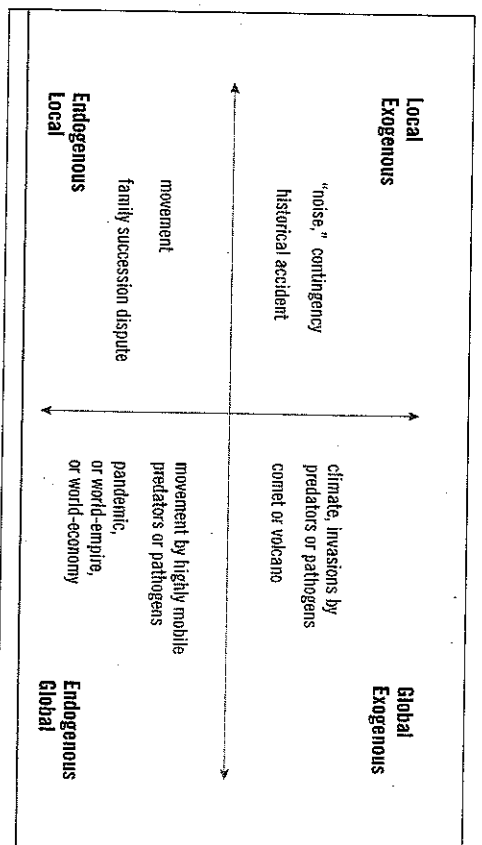 Local
Exogenous
"noise," contingency
historical accident
climate, invasions by
predators or pathogens
comet or volcano
Global
Exogenous
Endogenous
Local
movement
family succession dispute
movement by highly mobile
predators or pathogens
pandemic,
or world-empire,
or world-economy
Endogenous
Global